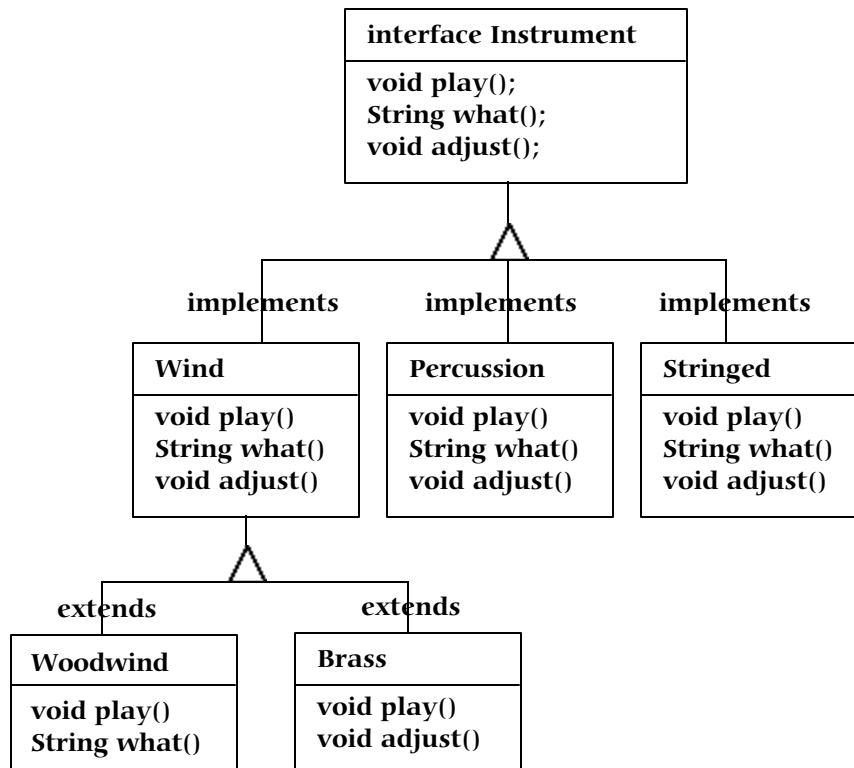 interface Instrument
void play();
String what();
void adjust();
implements
implements
implements
Wind
void play()
String what()
void adjust()
Percussion
void play()
String what()
void adjust()
Stringed
void play()
String what()
void adjust()
extends
extends
Woodwind
void play()
String what()
Brass
void play()
void adjust()